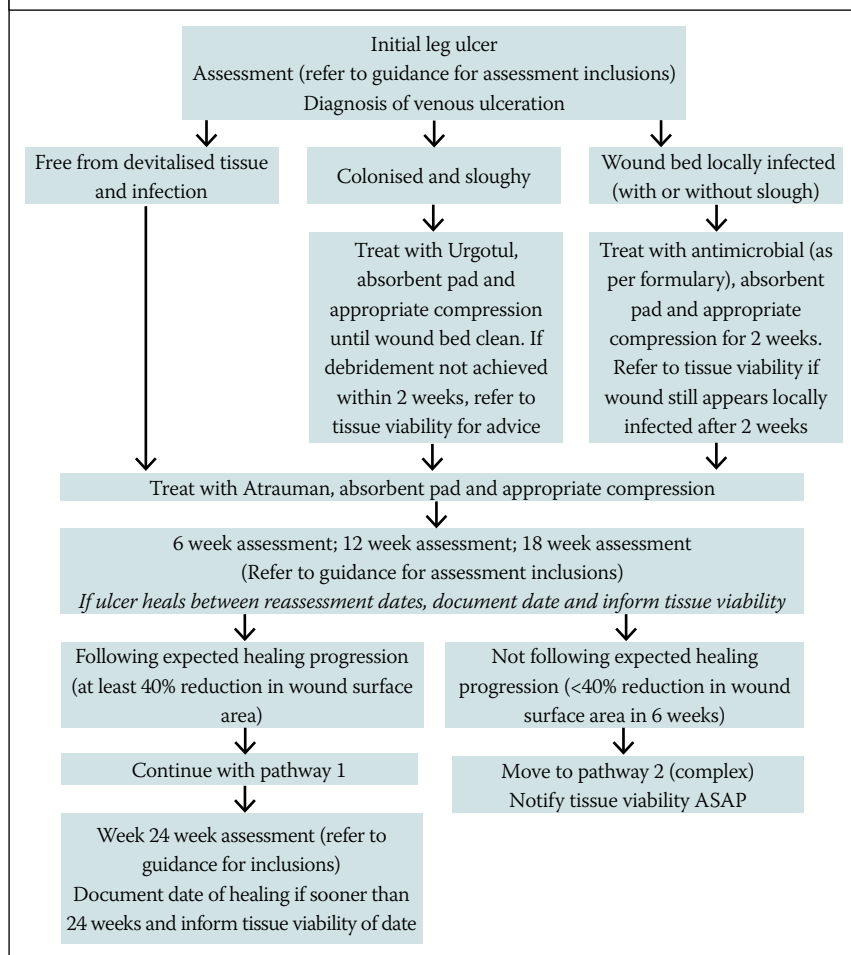 Initial leg ulcer
Assessment (refer to guidance for assessment inclusions)
Diagnosis of venous ulceration
Free from devitalised tissue
and infection
Colonised and sloughy
Wound bed locally infected
(with or without slough)
Treat with Urgotul,
absorbent pad and
appropriate compression
until wound bed clean. If
debridement not achieved
within 2 weeks, refer to
tissue viability for advice
Treat with antimicrobial (as
per formulary), absorbent
pad and appropriate
compression for 2 weeks.
Refer to tissue viability if
wound still appears locally
infected after 2 weeks
Treat with Atrauman, absorbent pad and appropriate compression
6 week assessment; 12 week assessment; 18 week assessment
(Refer to guidance for assessment inclusions)
If ulcer heals between reassessment dates, document date and inform tissue viability
Following expected healing progression
(at least 40% reduction in wound surface
area)
Not following expected healing
progression (<40% reduction in wound
surface area in 6 weeks)
Continue with pathway 1
Move to pathway 2 (complex)
Notify tissue viability ASAP
Week 24 week assessment (refer to
guidance for inclusions)
Document date of healing if sooner than
24 weeks and inform tissue viability of date